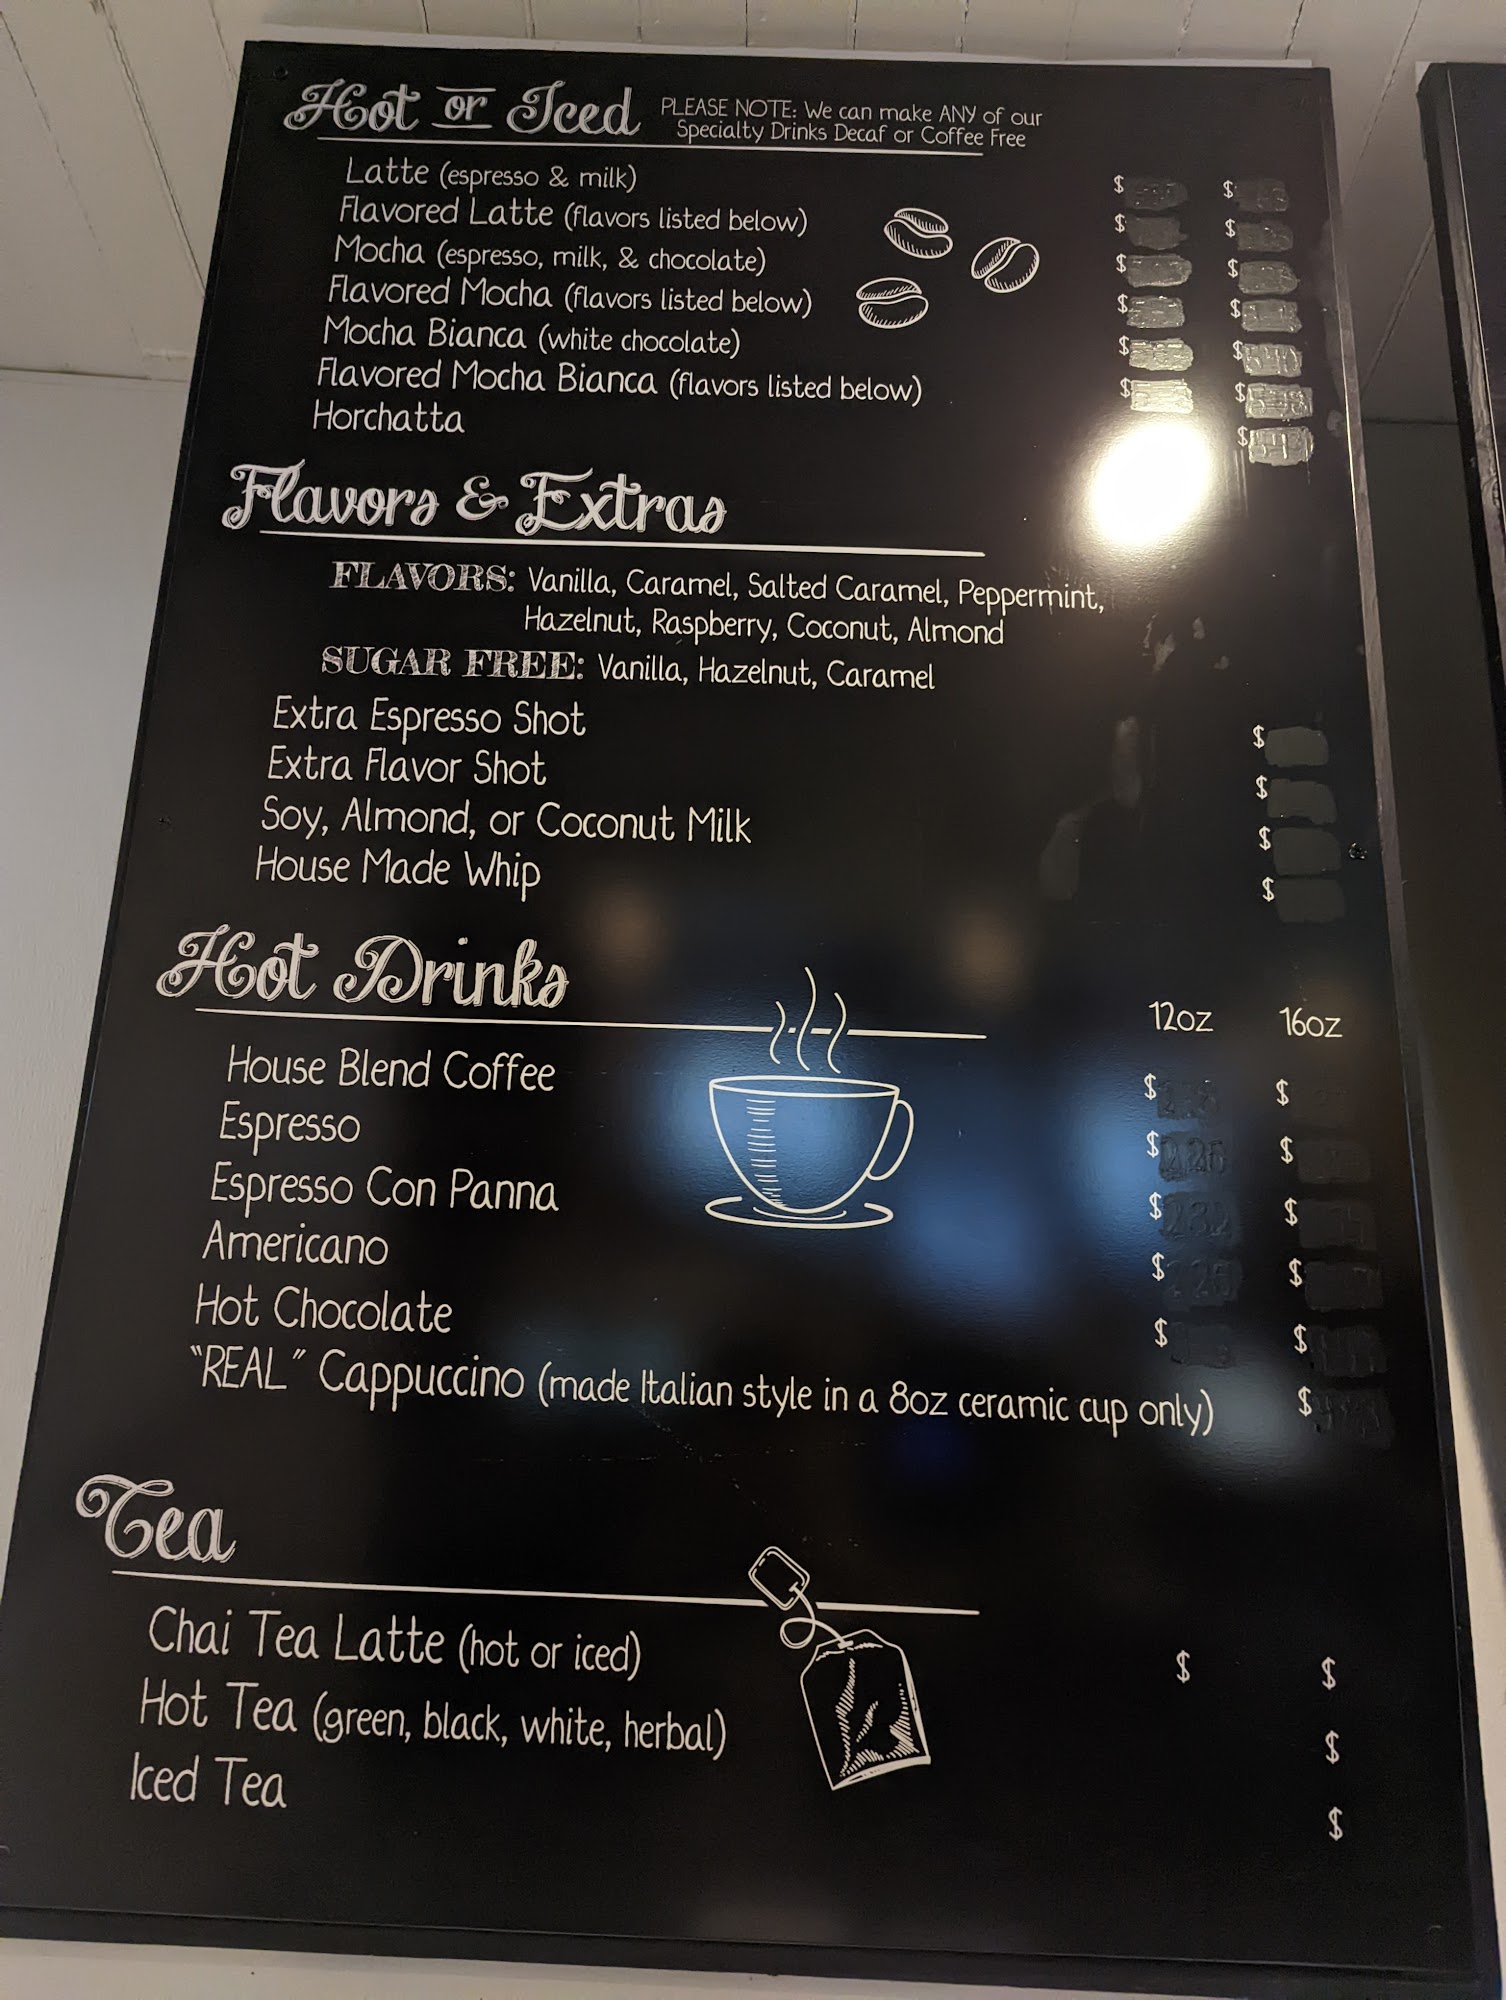 Hot or Iced PLEASE NOTE: We can make ANY of our
Specialty Drinks Decaf or Coffee Free
Latte (espresso & milk) $ $
Flavored Latte (flavors listed below) $ $
Mocha (espresso, milk, & chocolate) $ $
Flavored Mocha (flavors listed below) $ $
Mocha Bianca (white chocolate) $ $
Flavored Mocha Bianca (flavors listed below) $ $
Horchatta $
Flavors & Extras
FLAVORS: Vanilla, Caramel, Salted Caramel, Peppermint,
Hazelnut, Raspberry, Coconut, Almond
SUGAR FREE: Vanilla, Hazelnut, Caramel
Extra Espresso Shot $
Extra Flavor Shot $
Soy, Almond, or Coconut Milk $
House Made Whip $
Hot Drinks 12oz 16oz
House Blend Coffee $ $
Espresso $ $
Espresso Con Panna $ $
Americano $ $
Hot Chocolate $ $
"REAL" Cappuccino (made Italian style in a 8oz ceramic cup only) $
Tea
Chai Tea Latte (hot or iced) $ $
Hot Tea (green, black, white, herbal) $
Iced Tea $